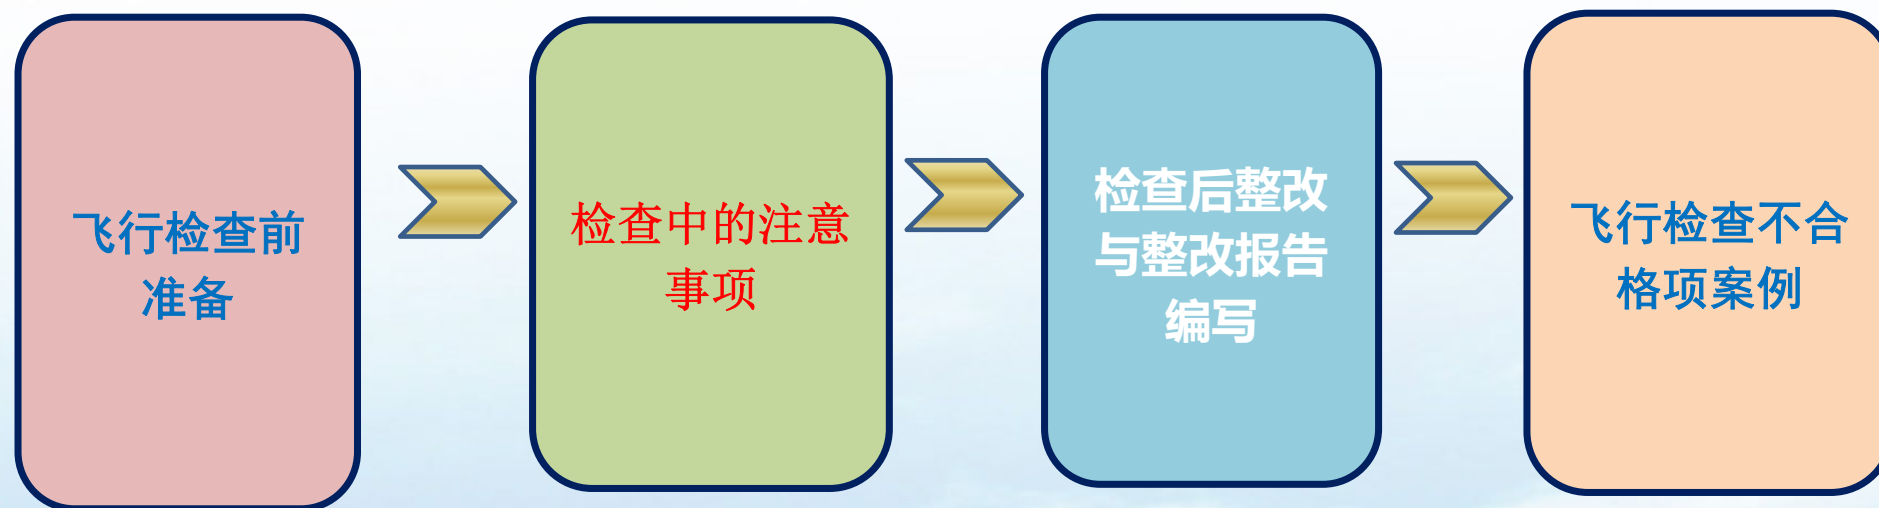 飞行检查前
准备
检查中的注意
事项
检查后整改
与整改报告
编写
飞行检查不合
格项案例